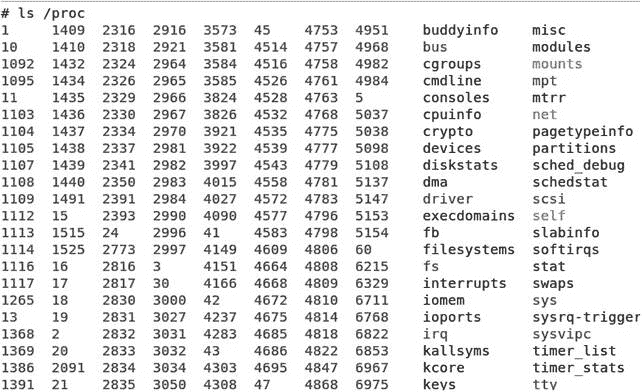 # ls /proc
1 1409 2316 2916 3573 45 4753 4951 buddyinfo misc
10 1410 2318 2921 3581 4514 4757 4968 bus modules
1092 1432 2324 2964 3584 4516 4758 4982 cgroups mounts
1095 1434 2326 2965 3585 4526 4761 4984 cmdline mpt
11 1435 2329 2966 3824 4528 4763 5 consoles mtrr
1103 1436 2330 2967 3826 4532 4768 5037 cpuinfo net
1104 1437 2334 2970 3921 4535 4775 5038 crypto pagetypeinfo
1105 1438 2337 2981 3922 4539 4777 5098 devices partitions
1107 1439 2341 2982 3997 4543 4779 5108 diskstats sched_debug
1108 1440 2350 2983 4015 4558 4781 5137 dma schedstat
1109 1491 2391 2984 4027 4572 4783 5147 driver scsi
1112 15 2393 2990 4090 4577 4796 5153 execdomains self
1113 1515 24 2996 41 4583 4798 5154 fb slabinfo
1114 1525 2773 2997 4149 4609 4806 60 filesystems softirqs
1116 16 2816 3 4151 4664 4808 6215 fs stat
1117 17 2817 30 4166 4668 4809 6329 interrupts swaps
1265 18 2830 3000 42 4672 4810 6711 iomem sys
13 19 2831 3027 4237 4675 4814 6768 ioports sysrq-trigger
1368 2 2832 3031 4283 4685 4818 6822 irq sysvipc
1369 20 2833 3032 43 4686 4822 6853 kallsyms timer_list
1386 2091 2834 3034 4303 4695 4847 6967 kcore timer_stats
1391 21 2835 3050 4308 47 4868 6975 keys tty